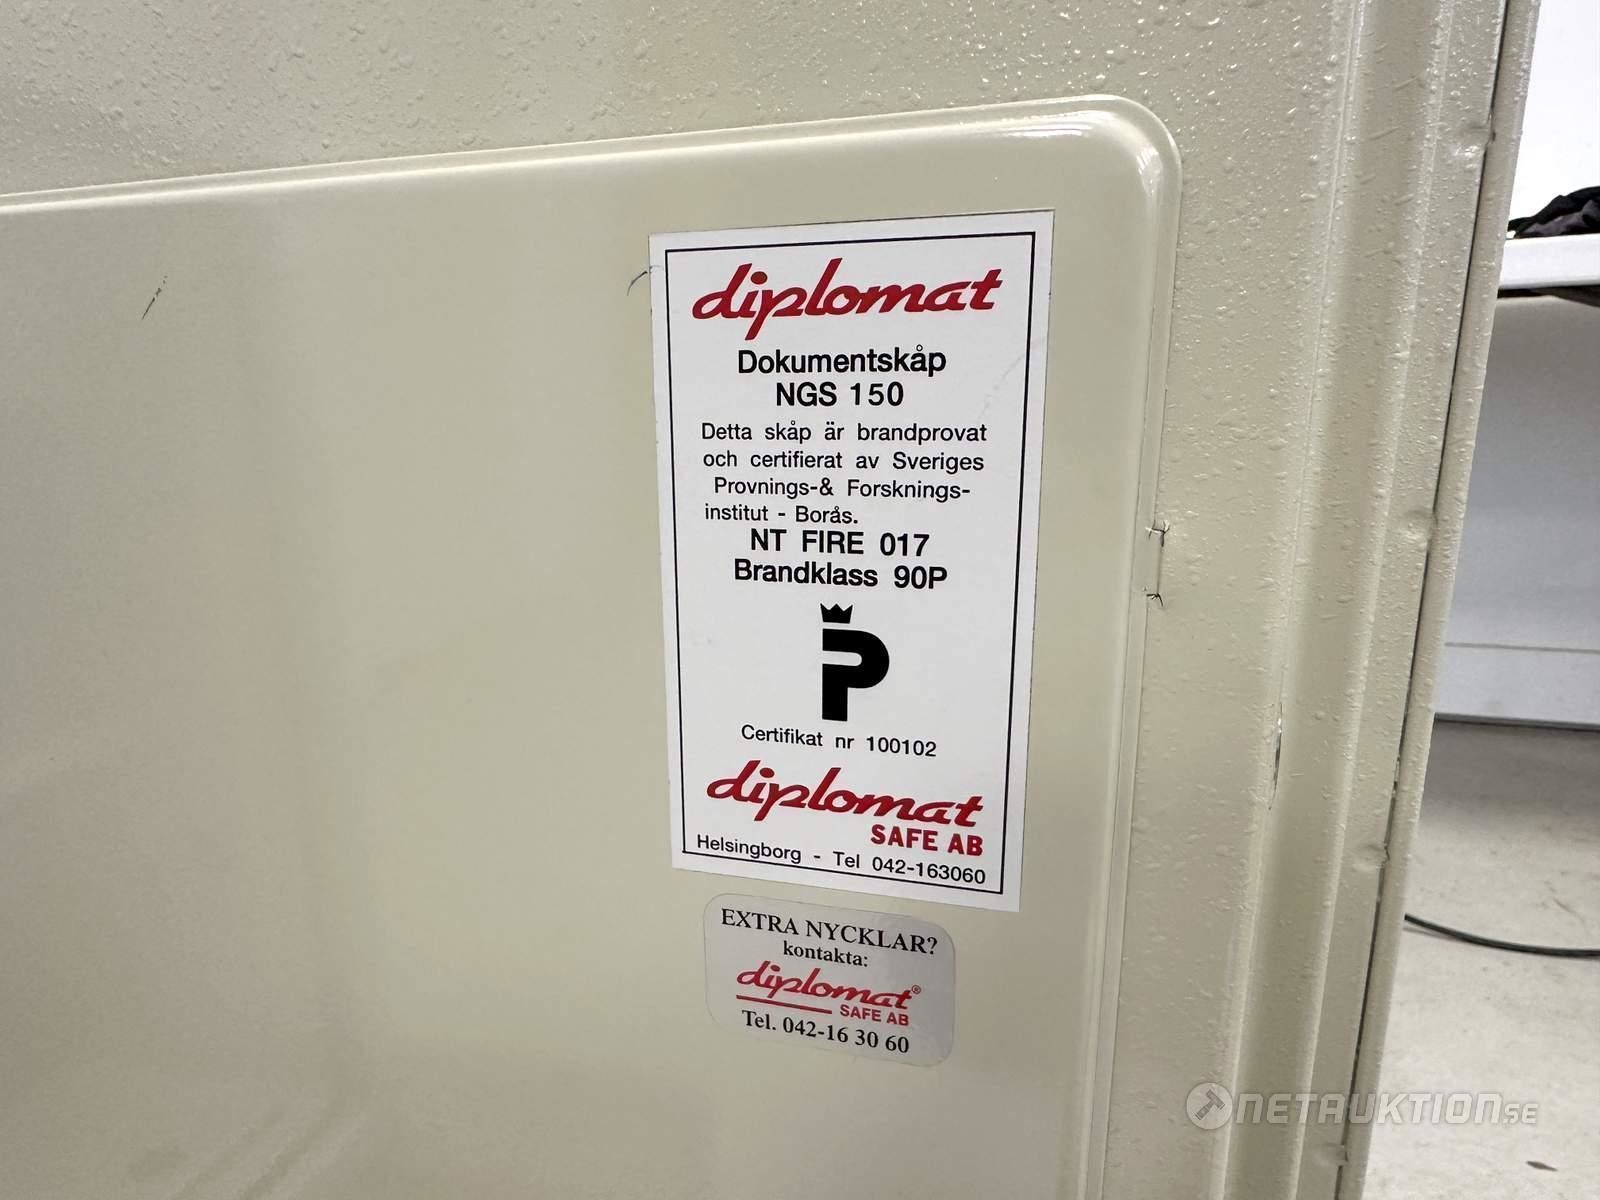 diplomat
Dokumentskåp
NGS 150
Detta skåp är brandprovat
och certifierat av Sveriges
Provnings-& Forsknings-
institut - Borås.
NT FIRE 017
Brandklass 90P
P
Certifikat nr 100102
diplomat
SAFE AB
Helsingborg - Tel 042-163060
EXTRA NYCKLAR?
kontakta:
diplomat®
SAFE AB
Tel. 042-16 30 60
NETAUKTION.SE